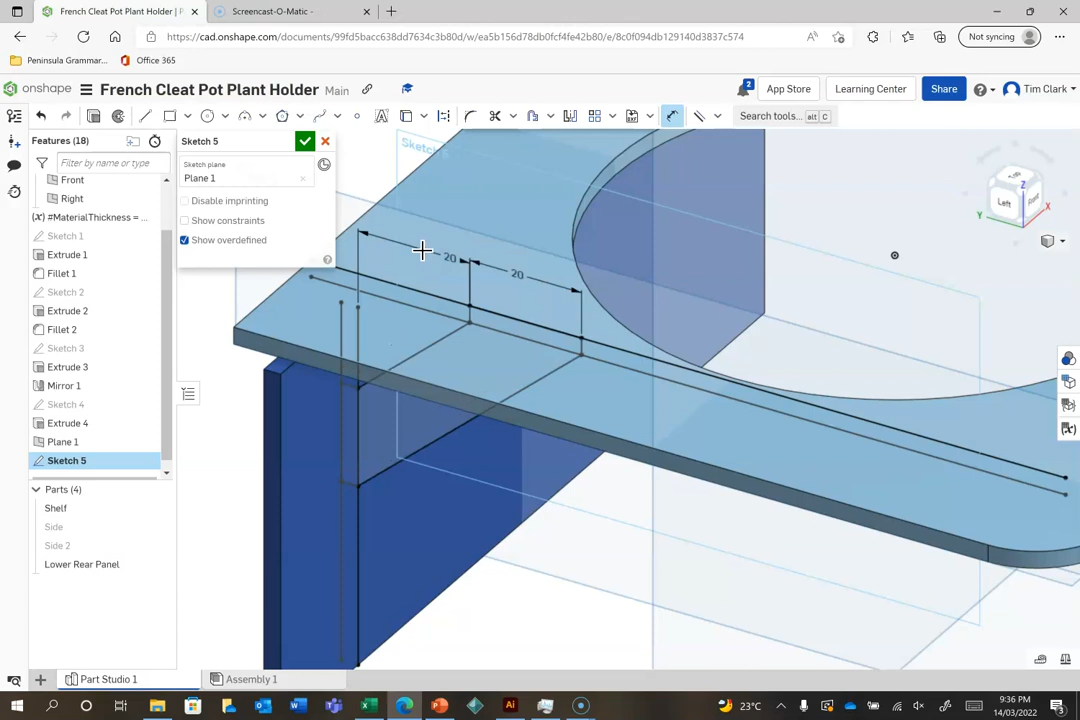 French Cleat Pot Plant Holder |
Screencast-O-Matic -
https://cad.onshape.com/documents/99fd5bacc638dd7634c3b80d/w/ea5b156d78db0fcf4fe42b80/e/8c0f094db129140d30c3d637
Not syncing
Peninsula Grammar...
Office 365
onshape
French Cleat Pot Plant Holder
Main
2
App Store
Learning Center
Share
Tim Clark
Search tools...
alt
C
Features (18)
Filter by name or type
Front
Right
(x) #MaterialThickness = ...
Sketch 1
Extrude 1
Fillet 1
Sketch 2
Extrude 2
Fillet 2
Sketch 3
Extrude 3
Mirror 1
Sketch 4
Extrude 4
Plane 1
Sketch 5
Parts (4)
Shelf
Side
Side 2
Lower Rear Panel
Sketch 5
Sketch plane
Plane 1
Disable imprinting
Show constraints
Show overdefined
20
20
Z
Y
X
Top
Left
Front
Part Studio 1
Assembly 1
23°C
9:36 PM
14/03/2022